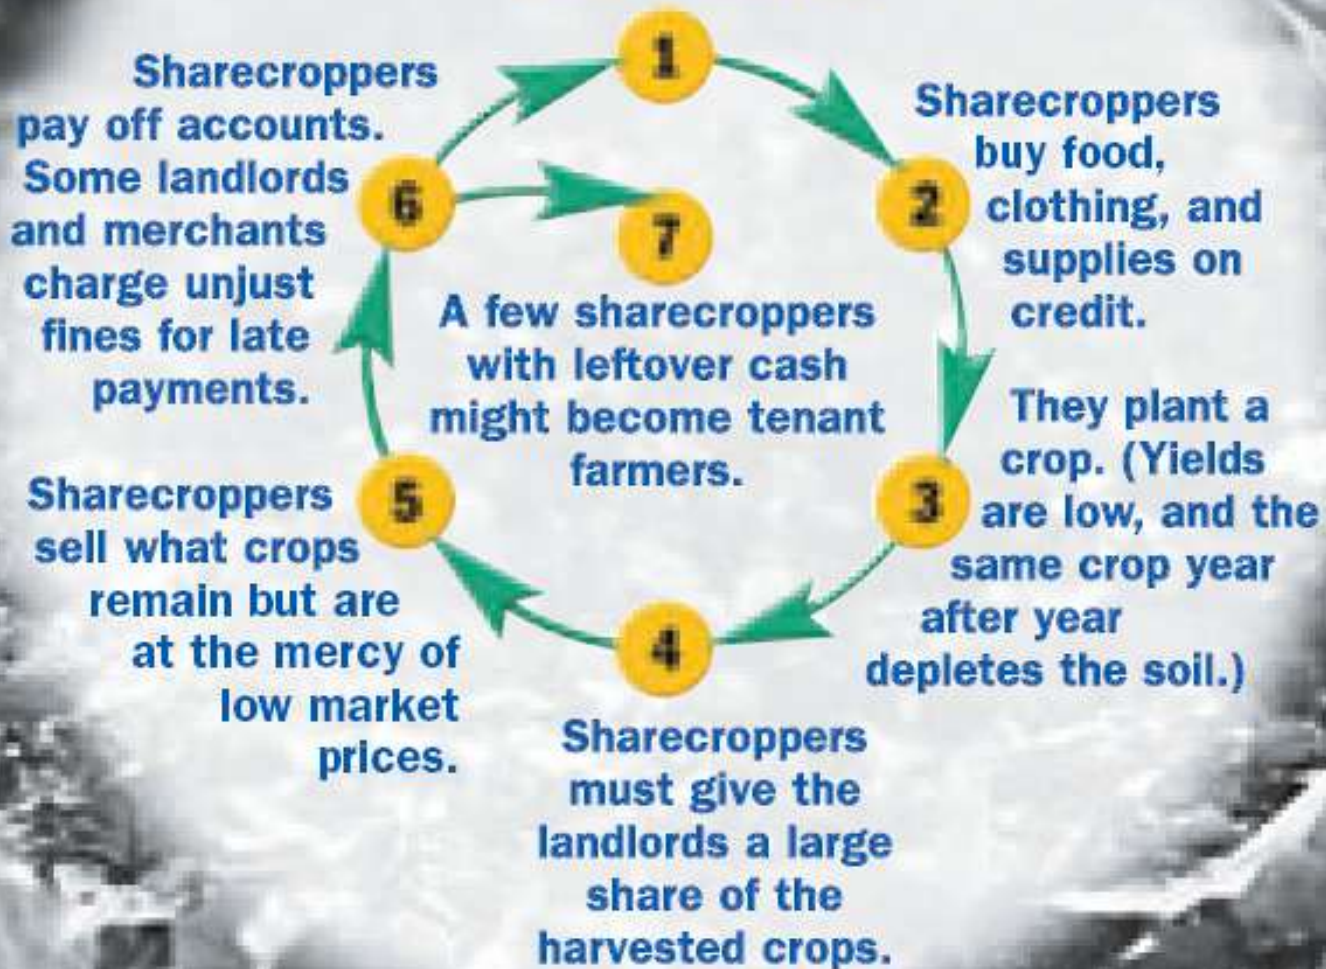 1
2
Sharecroppers
buy food,
clothing, and
supplies on
credit.
3
They plant a
crop. (Yields
are low, and the
same crop year
after year
depletes the soil.)
4
Sharecroppers
must give the
landlords a large
share of the
harvested crops.
5
Sharecroppers
sell what crops
remain but are
at the mercy of
low market
prices.
6
Sharecroppers
pay off accounts.
Some landlords
and merchants
charge unjust
fines for late
payments.
7
A few sharecroppers
with leftover cash
might become tenant
farmers.